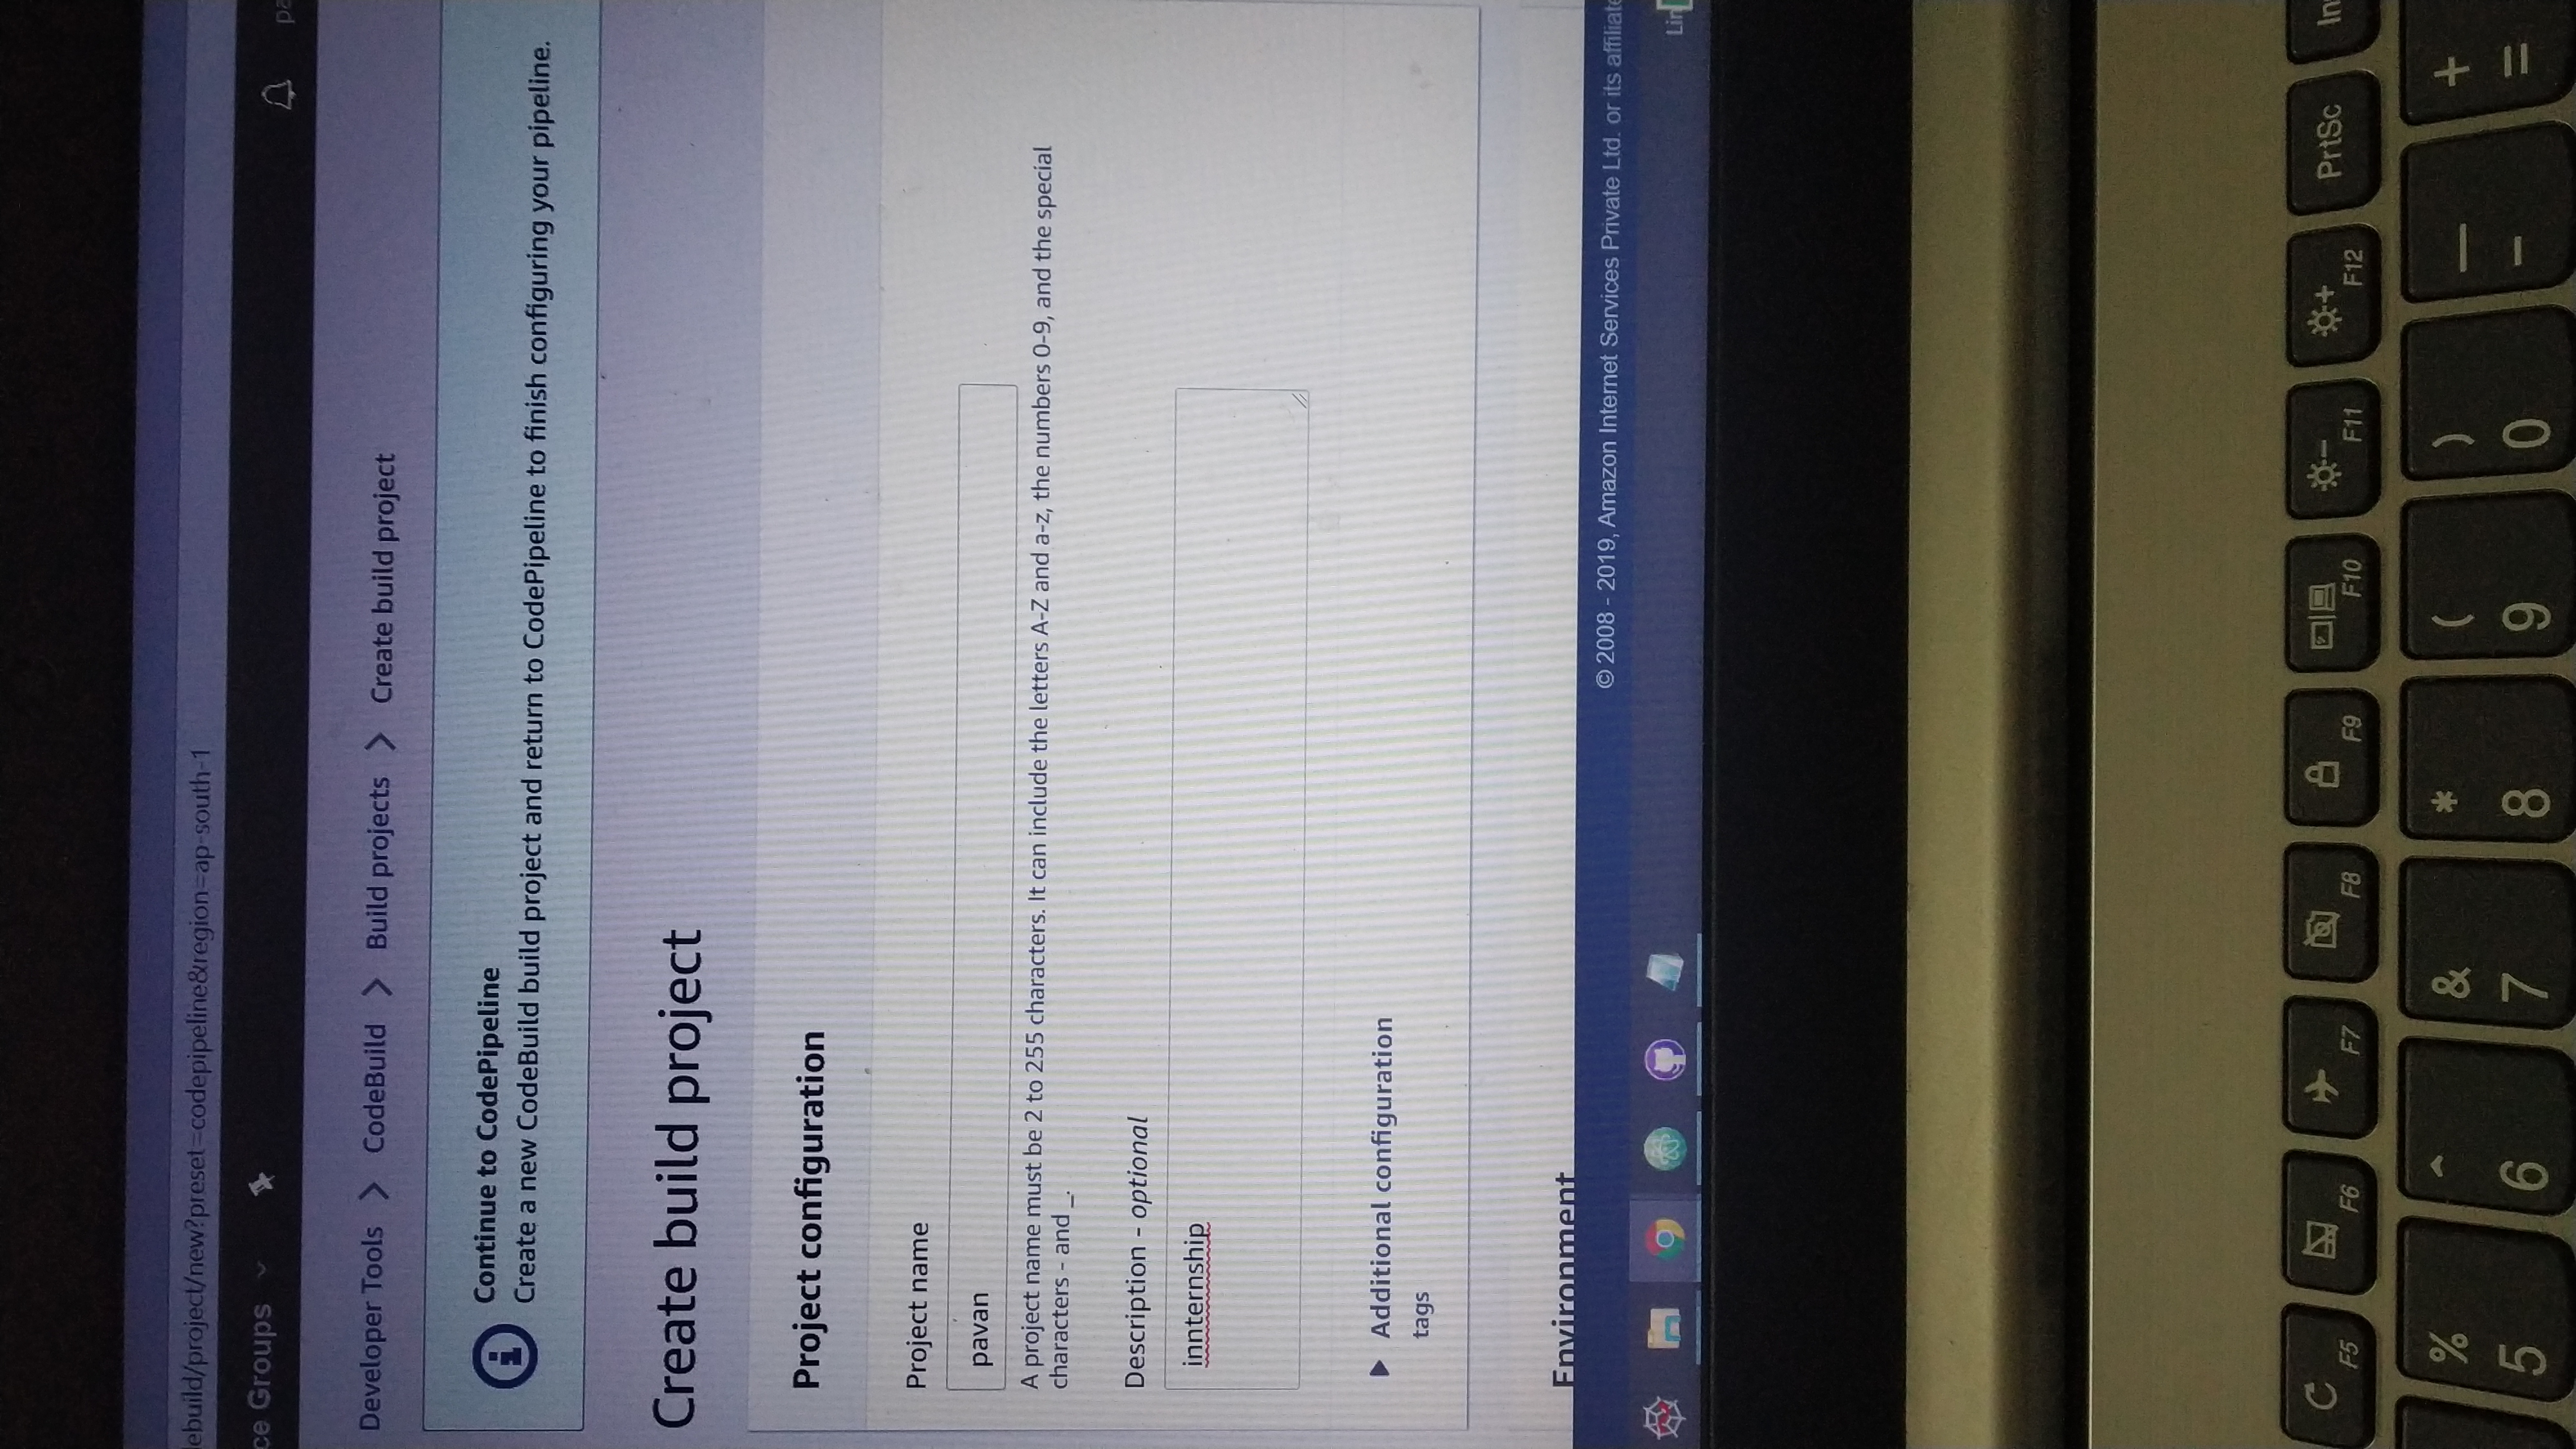 lebuild/project/new?preset=codepipeline&region=ap-south-1
ce Groups
pa
Developer Tools > CodeBuild > Build projects > Create build project
Continue to CodePipeline
Create a new CodeBuild build project and return to CodePipeline to finish configuring your pipeline.
Create build project
Project configuration
Project name
pavan
A project name must be 2 to 255 characters. It can include the letters A-Z and a-z, the numbers 0-9, and the special
characters - and _.
Description - optional
innternship
Additional configuration
tags
Environment
© 2008 - 2019, Amazon Internet Services Private Ltd. or its affiliate
Lin
F5 F6 F7 F8 F9 F10 F11 F12 PrtSc In
% ^ & * ( ) — +
5 6 7 8 9 0 - =